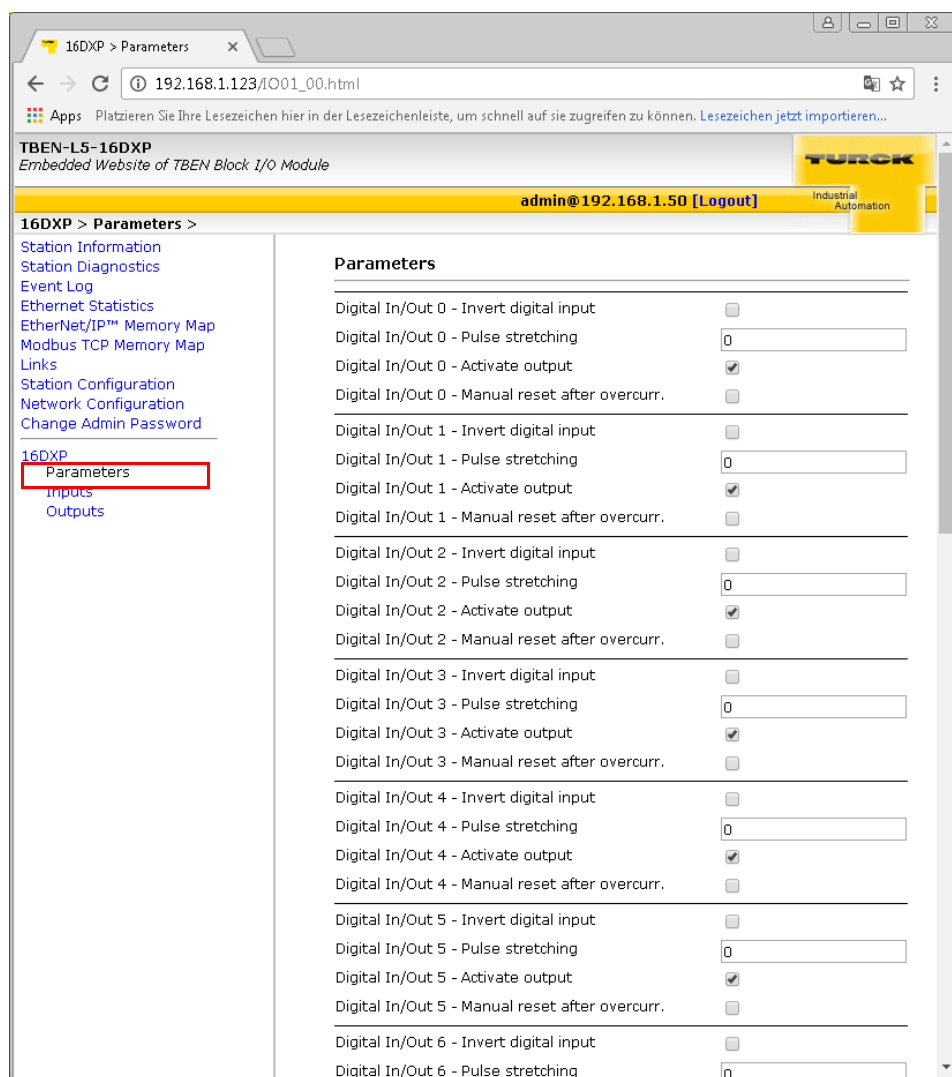 16DXP > Parameters
192.168.1.123/IO01_00.html
Apps Platzieren Sie Ihre Lesezeichen hier in der Lesezeichenleiste, um schnell auf sie zugreifen zu können. Lesezeichen jetzt importieren...
TBEN-L5-16DXP
Embedded Website of TBEN Block I/O Module
TURCK
admin@192.168.1.50 [Logout]
Industrial
Automation
16DXP > Parameters >
Station Information
Station Diagnostics
Event Log
Ethernet Statistics
EtherNet/IP™ Memory Map
Modbus TCP Memory Map
Links
Station Configuration
Network Configuration
Change Admin Password
16DXP
Parameters
Inputs
Outputs
Parameters
Digital In/Out 0 - Invert digital input
Digital In/Out 0 - Pulse stretching 0
Digital In/Out 0 - Activate output
Digital In/Out 0 - Manual reset after overcurr.
Digital In/Out 1 - Invert digital input
Digital In/Out 1 - Pulse stretching 0
Digital In/Out 1 - Activate output
Digital In/Out 1 - Manual reset after overcurr.
Digital In/Out 2 - Invert digital input
Digital In/Out 2 - Pulse stretching 0
Digital In/Out 2 - Activate output
Digital In/Out 2 - Manual reset after overcurr.
Digital In/Out 3 - Invert digital input
Digital In/Out 3 - Pulse stretching 0
Digital In/Out 3 - Activate output
Digital In/Out 3 - Manual reset after overcurr.
Digital In/Out 4 - Invert digital input
Digital In/Out 4 - Pulse stretching 0
Digital In/Out 4 - Activate output
Digital In/Out 4 - Manual reset after overcurr.
Digital In/Out 5 - Invert digital input
Digital In/Out 5 - Pulse stretching 0
Digital In/Out 5 - Activate output
Digital In/Out 5 - Manual reset after overcurr.
Digital In/Out 6 - Invert digital input
Digital In/Out 6 - Pulse stretching 0